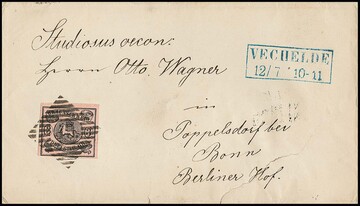 Studiosus oecon:
Herrn Otto Wagner
in
Poppelsdorf bei
Bonn
Berliner Hof.
VECHELDE
12/7 10-11